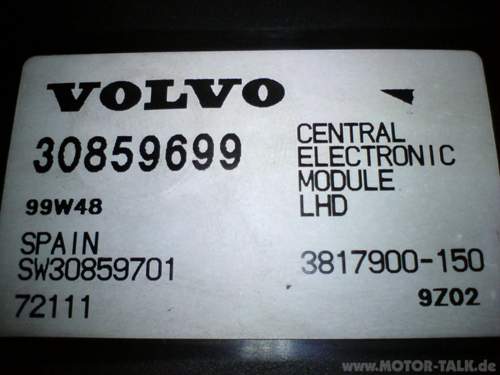 VOLVO
30859699
99W48
SPAIN
SW30859701
72111
CENTRAL
ELECTRONIC
MODULE
LHD
3817900-150
9Z02
www.MOTOR-TALK.de